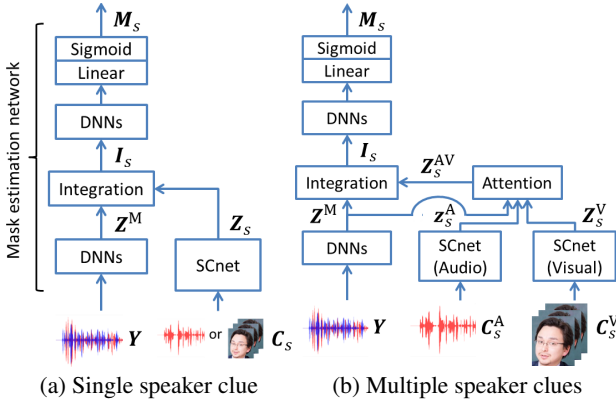 M_s
Sigmoid
Linear
DNNs
I_s
Integration
Z^M
Z_s
DNNs
SCnet
Y
or
C_s
Mask estimation network
(a) Single speaker clue
M_s
Sigmoid
Linear
DNNs
I_s
Z_s^AV
Integration
Attention
Z^M
z_s^A
Z_s^V
DNNs
SCnet
(Audio)
SCnet
(Visual)
Y
C_s^A
C_s^V
(b) Multiple speaker clues